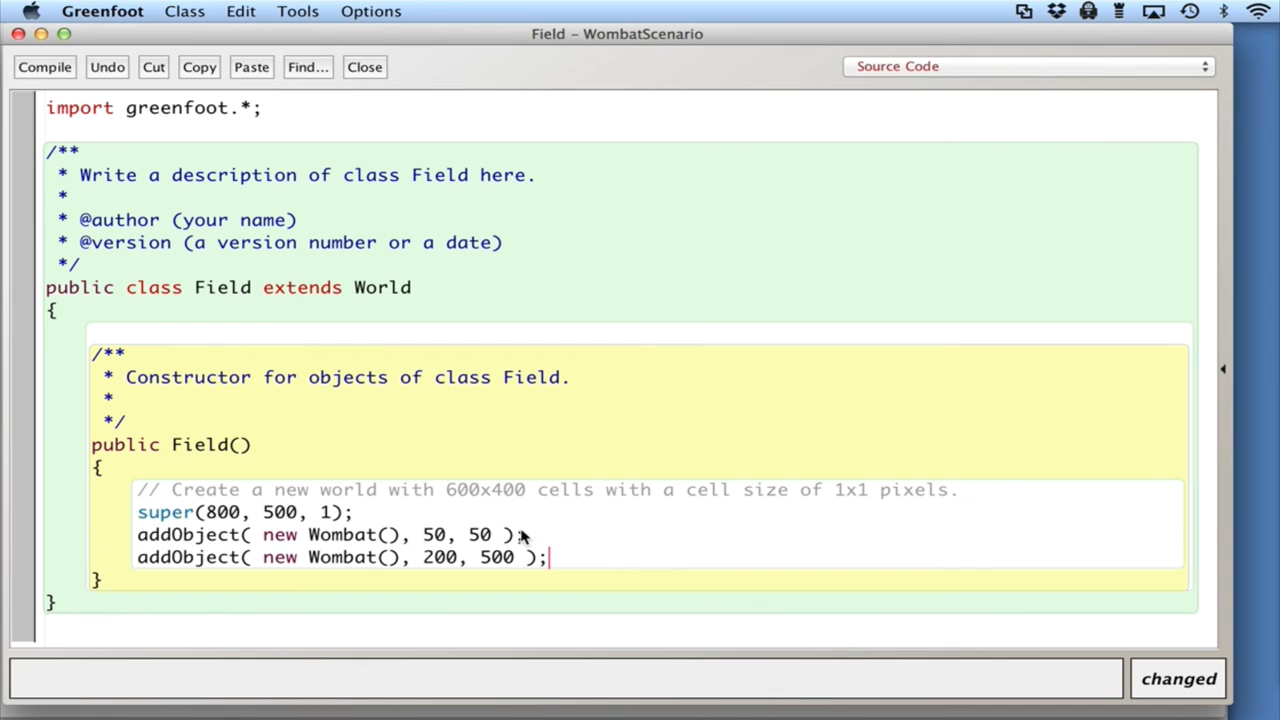 Greenfoot Class Edit Tools Options
Field – WombatScenario
Compile Undo Cut Copy Paste Find... Close Source Code
import greenfoot.*;
/**
* Write a description of class Field here.
*
* @author (your name)
* @version (a version number or a date)
*/
public class Field extends World
{
/**
* Constructor for objects of class Field.
*
*/
public Field()
{
// Create a new world with 600x400 cells with a cell size of 1x1 pixels.
super(800, 500, 1);
addObject( new Wombat(), 50, 50 );
addObject( new Wombat(), 200, 500 );
}
}
changed